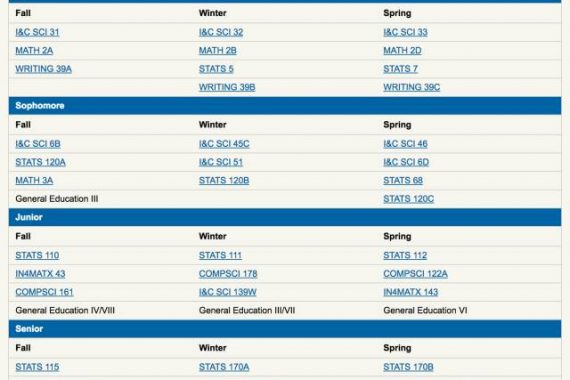 Fall Winter Spring
I&C SCI 31 I&C SCI 32 I&C SCI 33
MATH 2A MATH 2B MATH 2D
WRITING 39A STATS 5 STATS 7
WRITING 39B WRITING 39C
Sophomore
Fall Winter Spring
I&C SCI 6B I&C SCI 45C I&C SCI 46
STATS 120A I&C SCI 51 I&C SCI 6D
MATH 3A STATS 120B STATS 68
General Education III STATS 120C
Junior
Fall Winter Spring
STATS 110 STATS 111 STATS 112
IN4MATX 43 COMPSCI 178 COMPSCI 122A
COMPSCI 161 I&C SCI 139W IN4MATX 143
General Education IV/VIII General Education III/VII General Education VI
Senior
Fall Winter Spring
STATS 115 STATS 170A STATS 170B